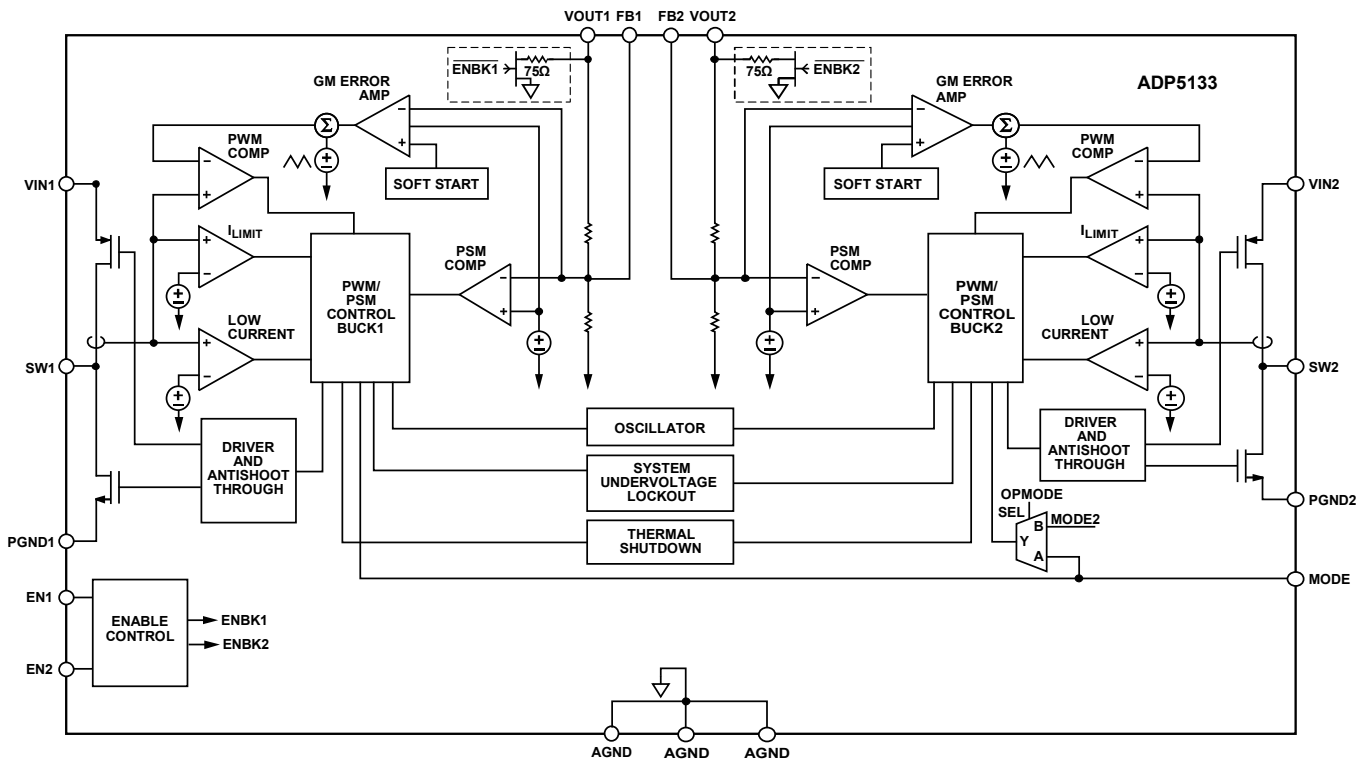 VOUT1 FB1 FB2 VOUT2
ENBK1
75Ω
75Ω
ENBK2
ADP5133
GM ERROR
AMP
GM ERROR
AMP
Σ
Σ
PWM
COMP
PWM
COMP
SOFT START
SOFT START
VIN1
VIN2
ILIMIT
ILIMIT
PSM
COMP
PSM
COMP
PWM/
PSM
CONTROL
BUCK1
PWM/
PSM
CONTROL
BUCK2
LOW
CURRENT
LOW
CURRENT
SW1
SW2
DRIVER
AND
ANTISHOOT
THROUGH
OSCILLATOR
DRIVER
AND
ANTISHOOT
THROUGH
SYSTEM
UNDERVOLTAGE
LOCKOUT
OPMODE
SEL
B
MODE2
Y
A
PGND2
THERMAL
SHUTDOWN
PGND1
MODE
EN1
ENABLE
CONTROL
ENBK1
ENBK2
EN2
AGND AGND AGND